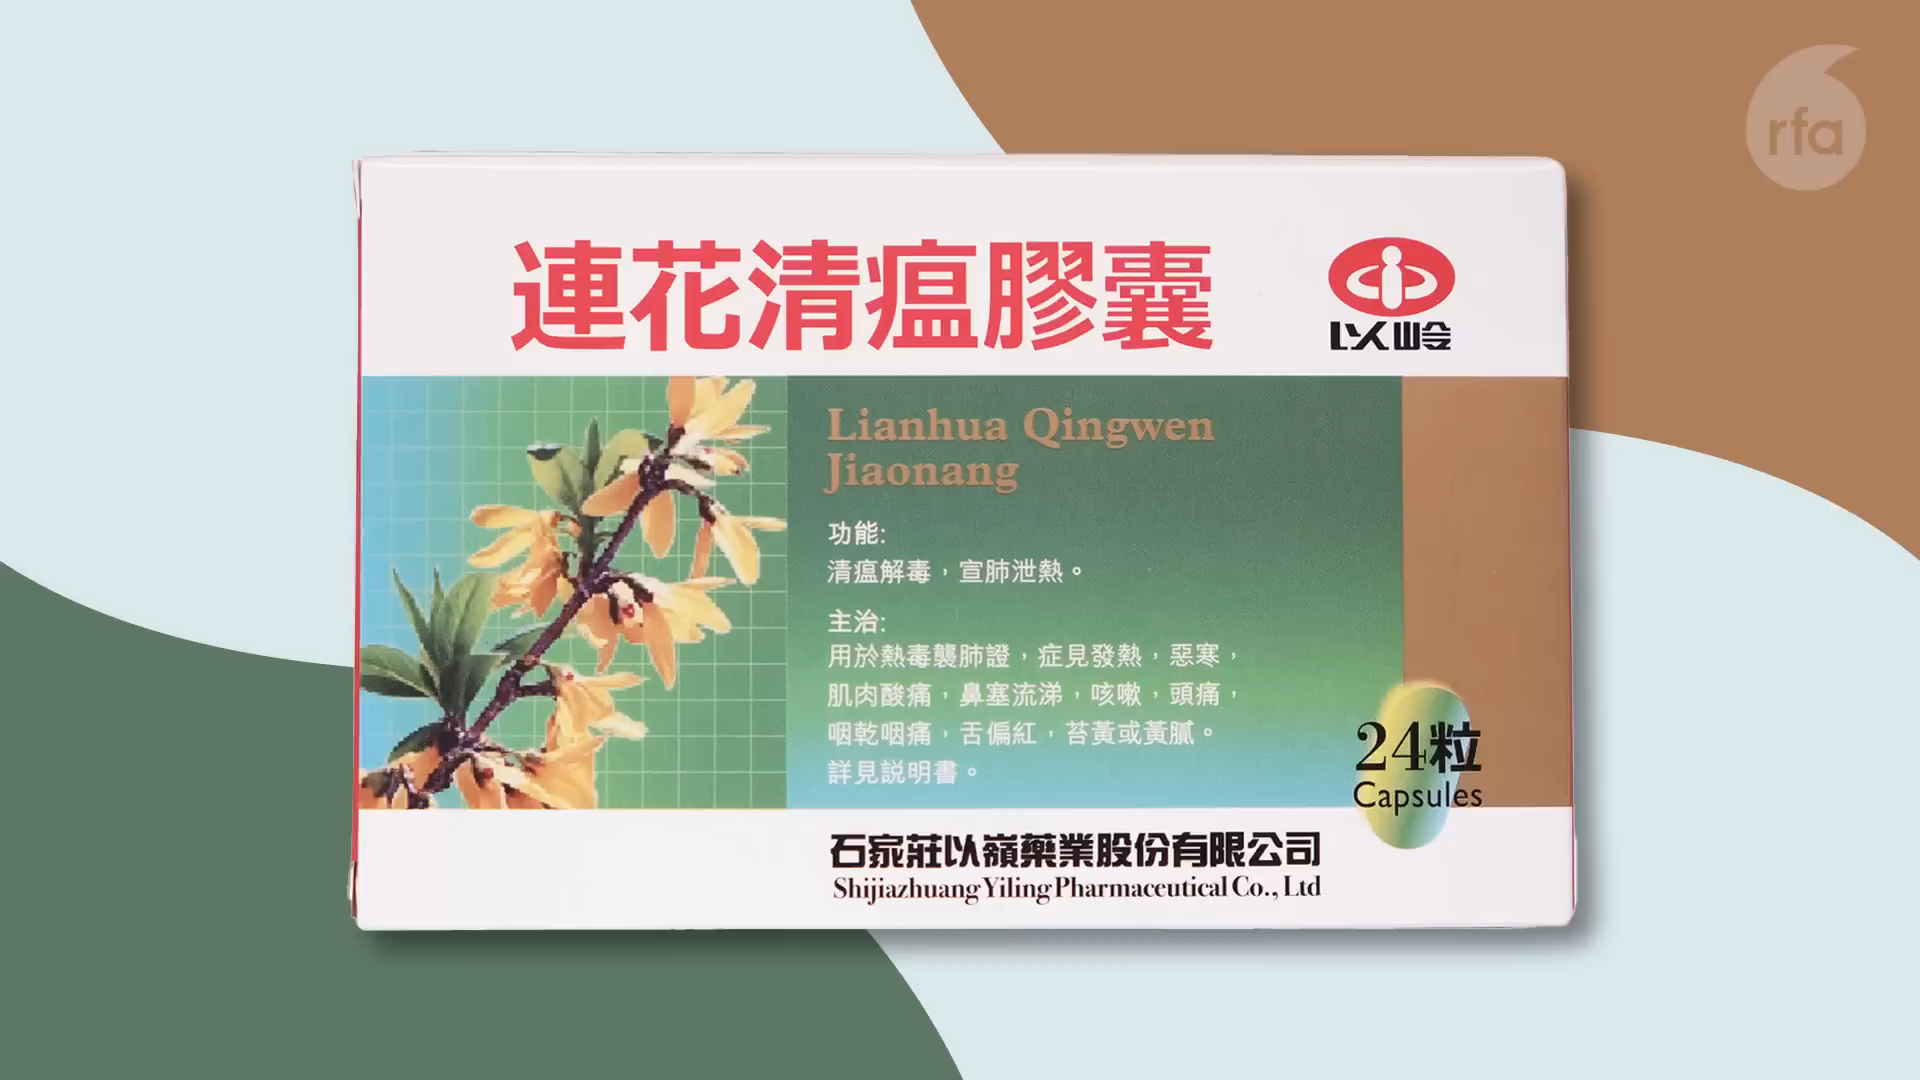 rfa
連花清瘟膠囊
以岭
Lianhua Qingwen
Jiaonang
功能:
清瘟解毒，宣肺泄熱。
主治:
用於熱毒襲肺證，症見發熱，惡寒，
肌肉酸痛，鼻塞流涕，咳嗽，頭痛，
咽乾咽痛，舌偏紅，苔黃或黃膩。
詳見説明書。
24粒
Capsules
石家莊以嶺藥業股份有限公司
Shijiazhuang Yiling Pharmaceutical Co., Ltd